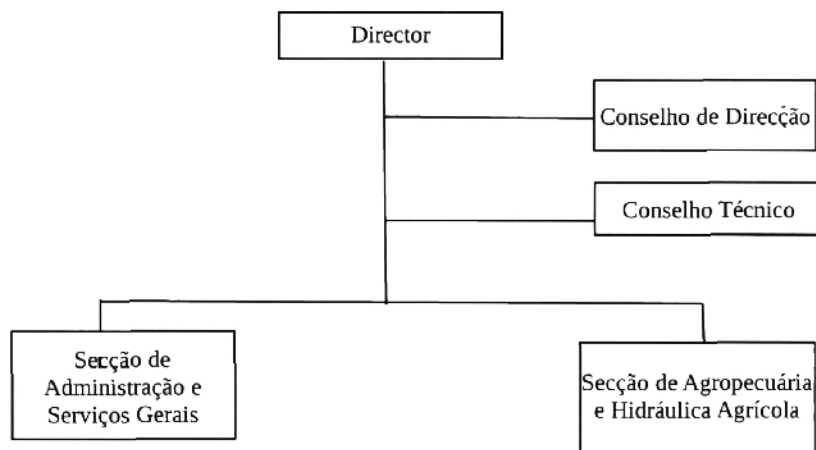 Director
Conselho de Direcção
Conselho Técnico
Secção de
Administração e
Serviços Gerais
Secção de Agropecuária
e Hidráulica Agrícola